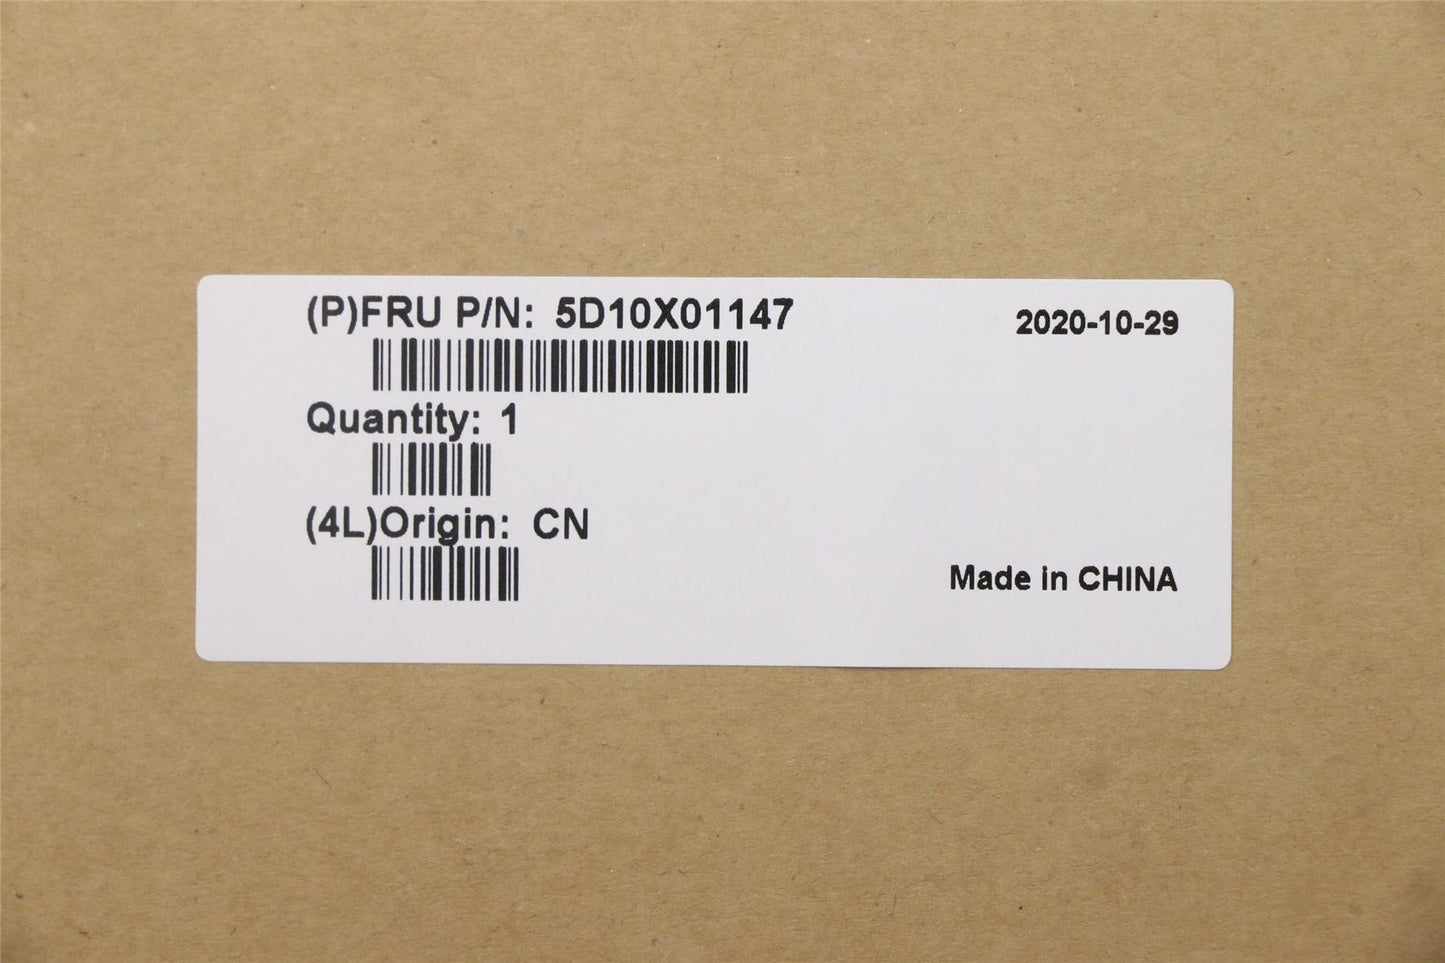 (P)FRU P/N: 5D10X01147
2020-10-29
Quantity: 1
(4L)Origin: CN
Made in CHINA